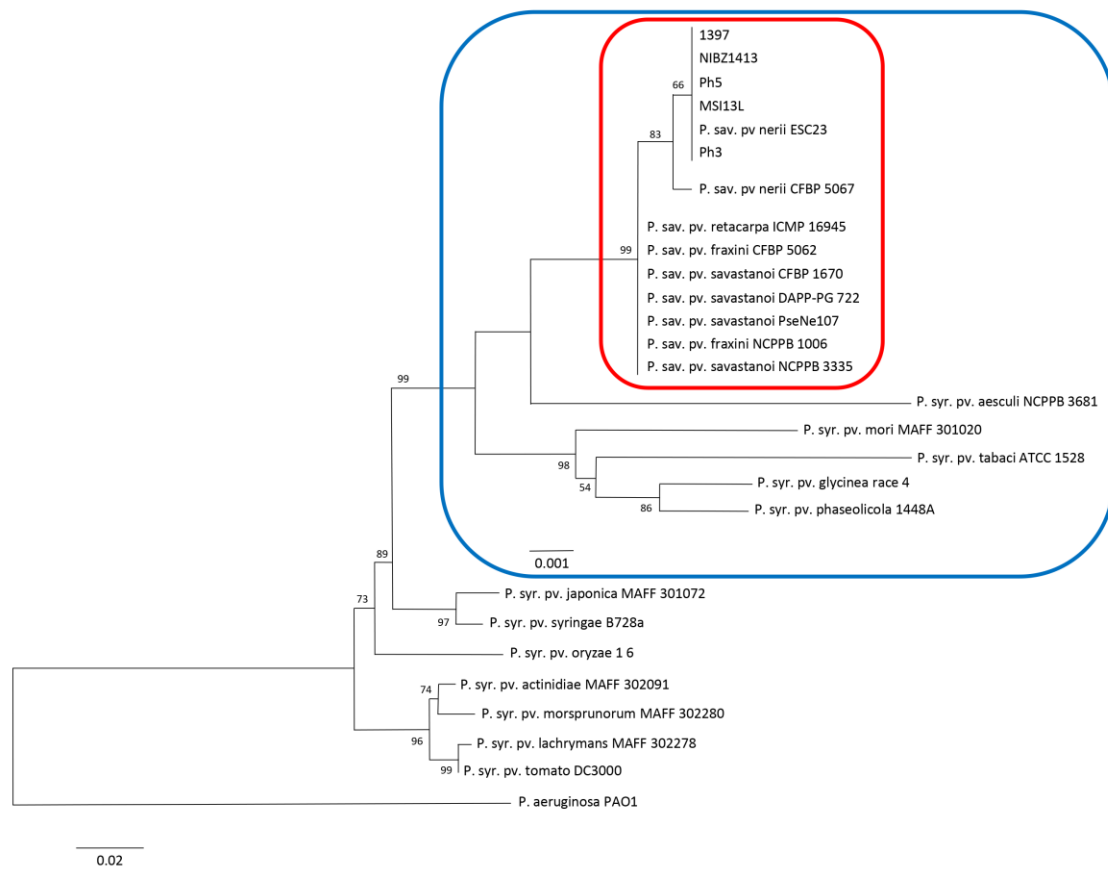 1397
NIBZ1413
66
Ph5
MSI13L
P. sav. pv nerii ESC23
83
Ph3
P. sav. pv nerii CFBP 5067
P. sav. pv. retacarpa ICMP 16945
99
P. sav. pv. fraxini CFBP 5062
P. sav. pv. savastanoi CFBP 1670
P. sav. pv. savastanoi DAPP-PG 722
P. sav. pv. savastanoi PseNe107
P. sav. pv. fraxini NCPPB 1006
P. sav. pv. savastanoi NCPPB 3335
99
P. syr. pv. aesculi NCPPB 3681
P. syr. pv. mori MAFF 301020
98
P. syr. pv. tabaci ATCC 1528
54
P. syr. pv. glycinea race 4
86
P. syr. pv. phaseolicola 1448A
0.001
89
P. syr. pv. japonica MAFF 301072
73
97
P. syr. pv. syringae B728a
P. syr. pv. oryzae 1 6
74
P. syr. pv. actinidiae MAFF 302091
P. syr. pv. morsprunorum MAFF 302280
96
P. syr. pv. lachrymans MAFF 302278
99
P. syr. pv. tomato DC3000
P. aeruginosa PAO1
0.02